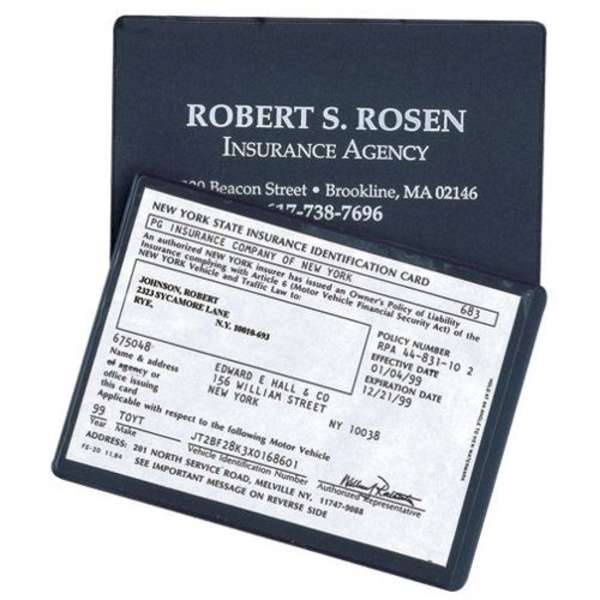 ROBERT S. ROSEN
INSURANCE AGENCY
Beacon Street • Brookline, MA 02146
617-738-7696
NEW YORK STATE INSURANCE IDENTIFICATION CARD
PG INSURANCE COMPANY OF NEW YORK 683
An authorized NEW YORK insurer has issued an Owner's Policy of Liability
Insurance complying with Article 6 (Motor Vehicle Financial Security Act) of the
NEW YORK Vehicle and Traffic Law to:
JOHNSON, ROBERT
2323 SYCAMORE LANE
RYE,
N.Y. 10010-693
POLICY NUMBER
RPA 44-831-10 2
EFFECTIVE DATE
01/04/99
EXPIRATION DATE
12/21/99
675048
Name & address
of agency or
office issuing
this card
EDWARD E HALL & CO
156 WILLIAM STREET
NEW YORK
NY 10038
Applicable with respect to the following Motor Vehicle
99 TOYT JT2BF28K3X0168601
Year Make Vehicle Identification Number Authorized Representative
ADDRESS: 201 NORTH SERVICE ROAD, MELVILLE NY, 11747-9088
FS-20 11.84
SEE IMPORTANT MESSAGE ON REVERSE SIDE